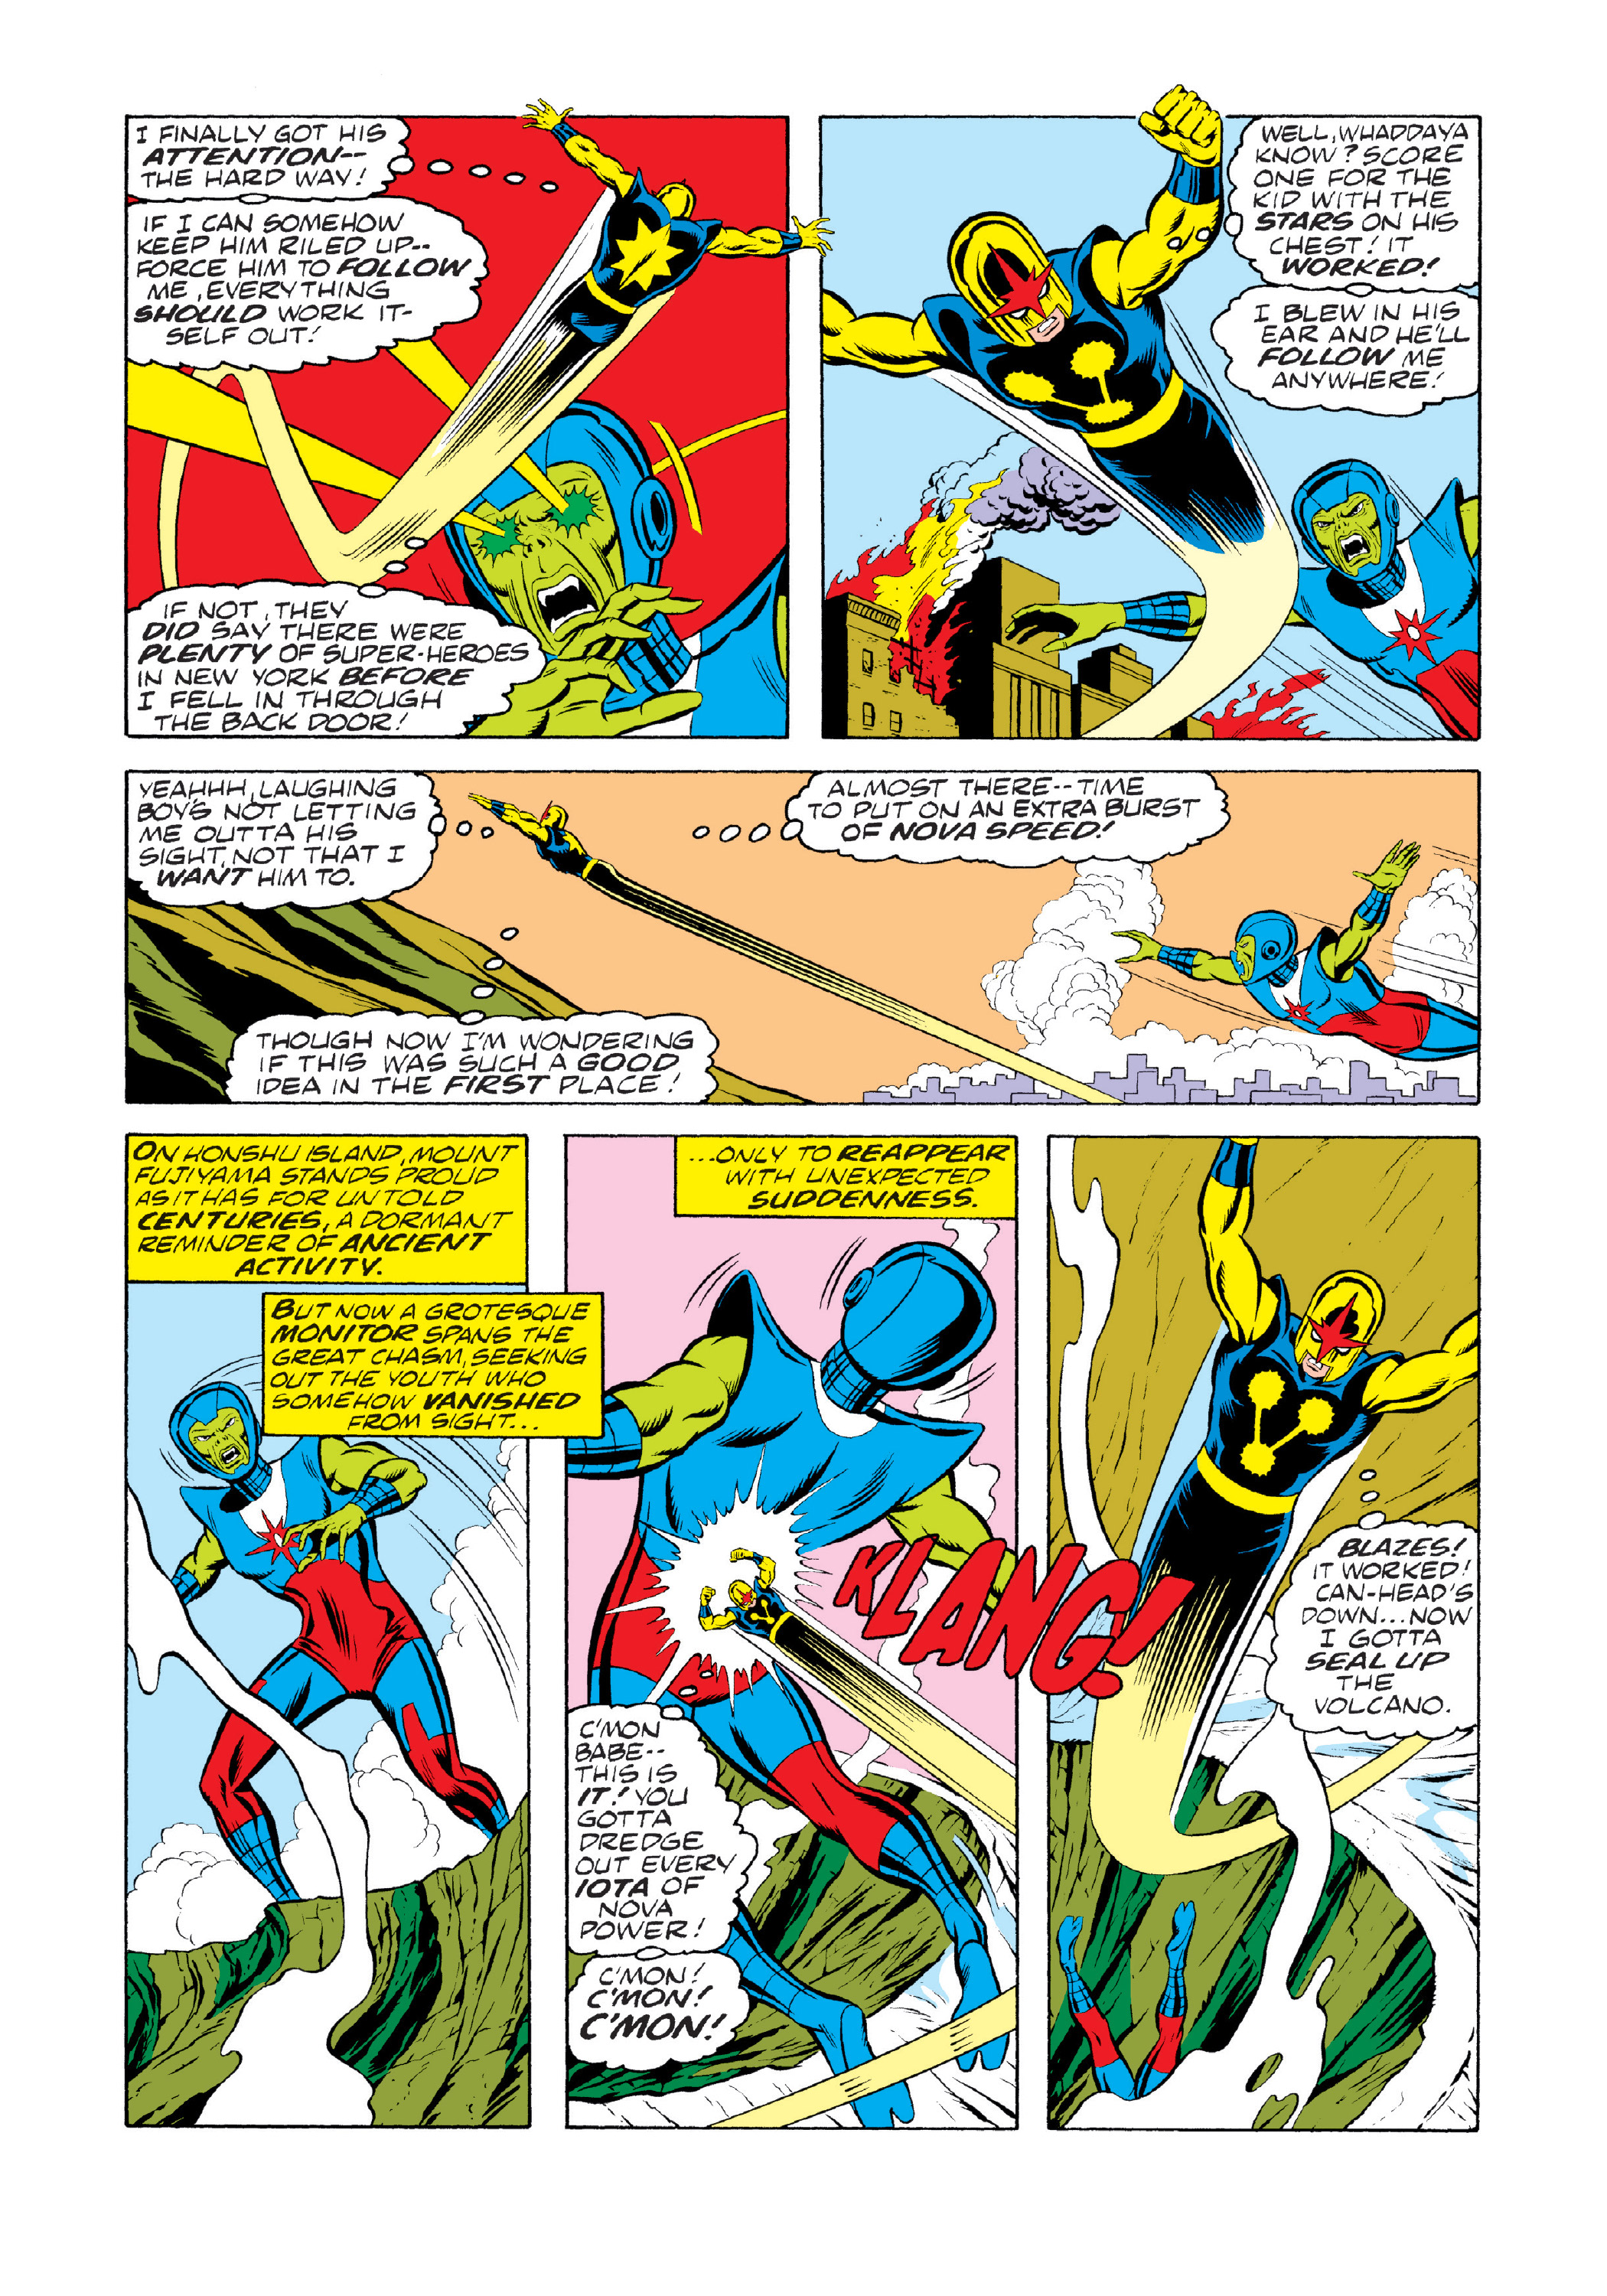 I FINALLY GOT HIS
ATTENTION--
THE HARD WAY!
IF I CAN SOMEHOW
KEEP HIM RILED UP--
FORCE HIM TO FOLLOW
ME, EVERYTHING
SHOULD WORK IT-
SELF OUT!
IF NOT, THEY
DID SAY THERE WERE
PLENTY OF SUPER-HEROES
IN NEW YORK BEFORE
I FELL IN THROUGH
THE BACK DOOR!
WELL, WHADDAYA
KNOW? SCORE
ONE FOR THE
KID WITH THE
STARS ON HIS
CHEST! IT
WORKED!
I BLEW IN HIS
EAR AND HE'LL
FOLLOW ME
ANYWHERE!
YEAHHH, LAUGHING
BOY'S NOT LETTING
ME OUTTA HIS
SIGHT, NOT THAT I
WANT HIM TO.
THOUGH NOW I'M WONDERING
IF THIS WAS SUCH A GOOD
IDEA IN THE FIRST PLACE!
ALMOST THERE--TIME
TO PUT ON AN EXTRA BURST
OF NOVA SPEED!
ON HONSHU ISLAND, MOUNT
FUJIYAMA STANDS PROUD
AS IT HAS FOR UNTOLD
CENTURIES, A DORMANT
REMINDER OF ANCIENT
ACTIVITY.
BUT NOW A GROTESQUE
MONITOR SPANS THE
GREAT CHASM, SEEKING
OUT THE YOUTH WHO
SOMEHOW VANISHED
FROM SIGHT...
...ONLY TO REAPPEAR
WITH UNEXPECTED
SUDDENNESS.
KLANG!
C'MON
BABE--
THIS IS
IT! YOU
GOTTA
DREDGE
OUT EVERY
IOTA OF
NOVA
POWER!
C'MON!
C'MON!
C'MON!
BLAZES!
IT WORKED!
CAN-HEAD'S
DOWN...NOW
I GOTTA
SEAL UP
THE
VOLCANO.